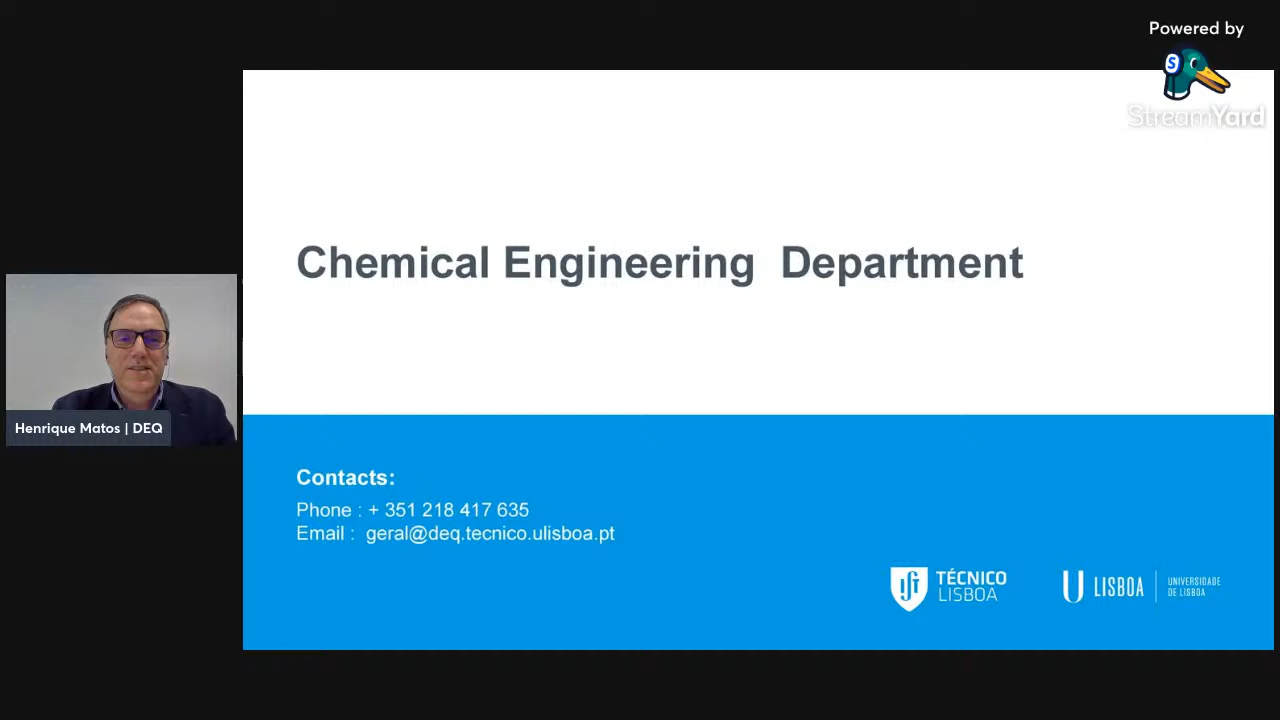 Powered by
S
StreamYard
Chemical Engineering  Department
Henrique Matos | DEQ
Contacts:
Phone : + 351 218 417 635
Email :  geral@deq.tecnico.ulisboa.pt
TÉCNICO
LISBOA
U LISBOA
UNIVERSIDADE
DE LISBOA